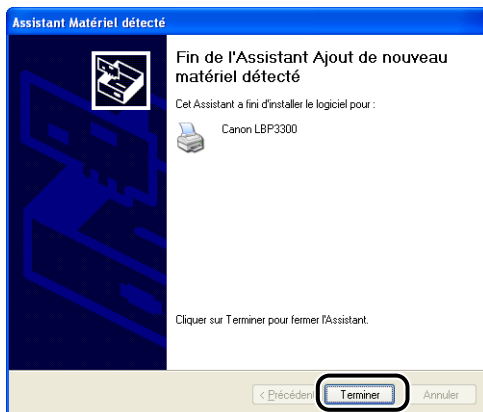 Assistant Matériel détecté
Fin de l'Assistant Ajout de nouveau
matériel détecté
Cet Assistant a fini d'installer le logiciel pour :
Canon LBP3300
Cliquer sur Terminer pour fermer l'Assistant.
< Précédent Terminer Annuler